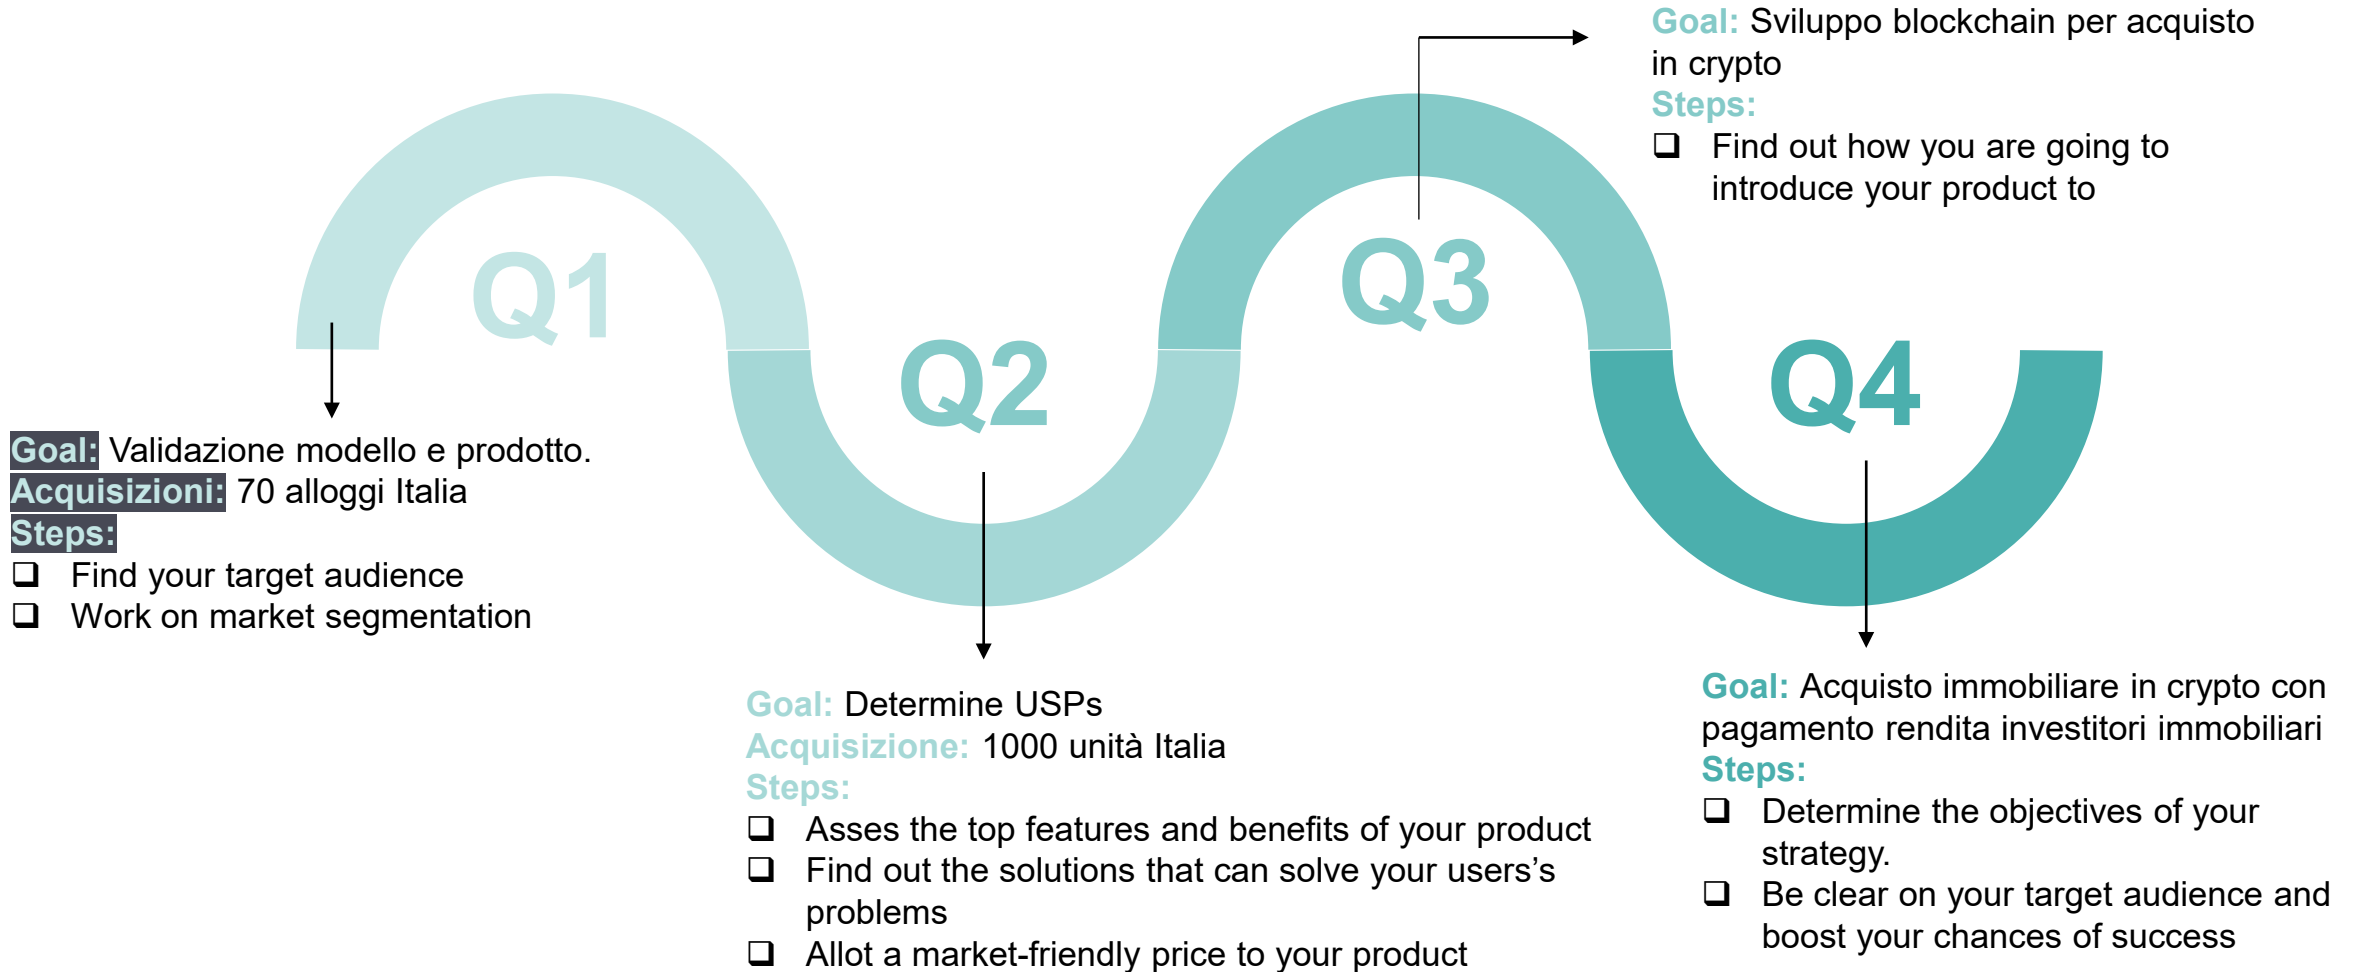 Q1
Goal: Validazione modello e prodotto.
Acquisizioni: 70 alloggi Italia
Steps:
❑ Find your target audience
❑ Work on market segmentation
Q2
Goal: Determine USPs
Acquisizione: 1000 unità Italia
Steps:
❑ Asses the top features and benefits of your product
❑ Find out the solutions that can solve your users’s
problems
❑ Allot a market-friendly price to your product
Q3
Goal: Sviluppo blockchain per acquisto
in crypto
Steps:
❑ Find out how you are going to
introduce your product to
Q4
Goal: Acquisto immobiliare in crypto con
pagamento rendita investitori immobiliari
Steps:
❑ Determine the objectives of your
strategy.
❑ Be clear on your target audience and
boost your chances of success